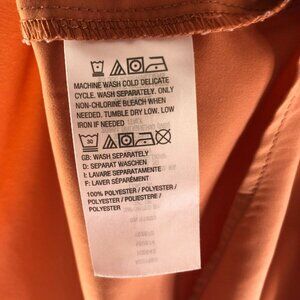 MACHINE WASH COLD DELICATE
CYCLE. WASH SEPARATELY. ONLY
NON-CHLORINE BLEACH WHEN
NEEDED. TUMBLE DRY LOW. LOW
IRON IF NEEDED
30
GB: WASH SEPARATELY
D: SEPARAT WASCHEN
I: LAVARE SEPARATAMENTE
F: LAVER SÉPARÉMENT
100% POLYESTER / POLYESTER
/ POLYESTER / POLIESTERE /
POLYESTER